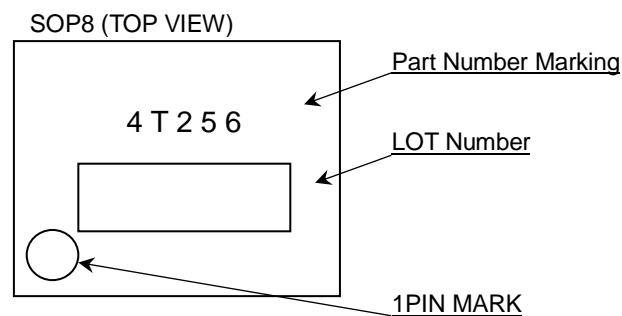 SOP8 (TOP VIEW)
Part Number Marking
4 T 2 5 6
LOT Number
1PIN MARK